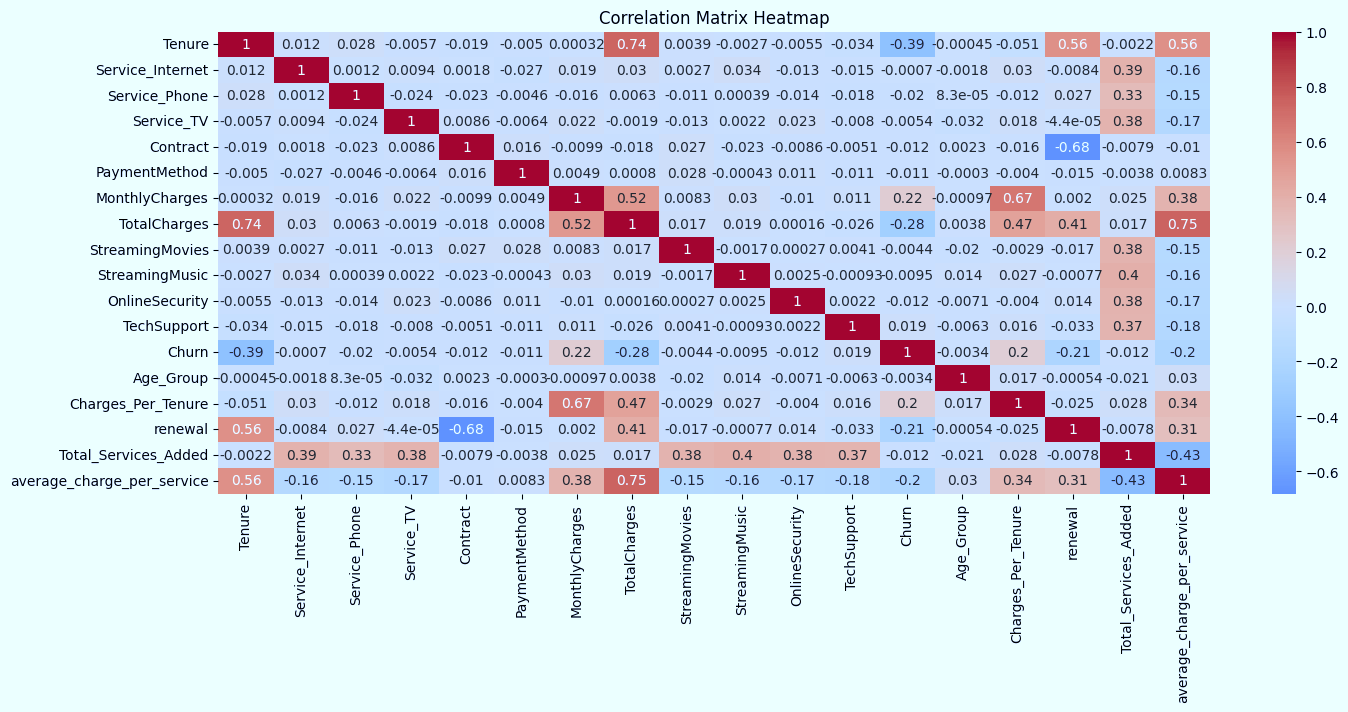 Correlation Matrix Heatmap
Tenure 1 0.012 0.028 -0.0057 -0.019 -0.005 0.00032 0.74 0.0039 -0.0027 -0.0055 -0.034 -0.39 -0.00045 -0.051 0.56 -0.0022 0.56
Service_Internet 0.012 1 0.0012 0.0094 0.0018 -0.027 0.019 0.03 0.0027 0.034 -0.013 -0.015 -0.0007 -0.0018 0.03 -0.0084 0.39 -0.16
Service_Phone 0.028 0.0012 1 -0.024 -0.023 -0.0046 -0.016 0.0063 -0.011 0.00039 -0.014 -0.018 -0.02 8.3e-05 -0.012 0.027 0.33 -0.15
Service_TV -0.0057 0.0094 -0.024 1 0.0086 -0.0064 0.022 -0.0019 -0.013 0.0022 0.023 -0.008 -0.0054 -0.032 0.018 -4.4e-05 0.38 -0.17
Contract -0.019 0.0018 -0.023 0.0086 1 0.016 -0.0099 -0.018 0.027 -0.023 -0.0086 -0.0051 -0.012 0.0023 -0.016 -0.68 -0.0079 -0.01
PaymentMethod -0.005 -0.027 -0.0046 -0.0064 0.016 1 0.0049 0.0008 0.028 -0.00043 0.011 -0.011 -0.011 -0.0003 -0.004 -0.015 -0.0038 0.0083
MonthlyCharges 0.00032 0.019 -0.016 0.022 -0.0099 0.0049 1 0.52 0.0083 0.03 -0.01 0.011 0.22 -0.00097 0.67 0.002 0.025 0.38
TotalCharges 0.74 0.03 0.0063 -0.0019 -0.018 0.0008 0.52 1 0.017 0.019 0.00016 -0.026 -0.28 0.0038 0.47 0.41 0.017 0.75
StreamingMovies 0.0039 0.0027 -0.011 -0.013 0.027 0.028 0.0083 0.017 1 -0.0017 0.00027 0.0041 -0.0044 -0.02 -0.0029 -0.017 0.38 -0.15
StreamingMusic -0.0027 0.034 0.00039 0.0022 -0.023 -0.00043 0.03 0.019 -0.0017 1 0.0025 -0.00093 -0.0095 0.014 0.027 -0.00077 0.4 -0.16
OnlineSecurity -0.0055 -0.013 -0.014 0.023 -0.0086 0.011 -0.01 0.00016 0.00027 0.0025 1 0.0022 -0.012 -0.0071 -0.004 0.014 0.38 -0.17
TechSupport -0.034 -0.015 -0.018 -0.008 -0.0051 -0.011 0.011 -0.026 0.0041 -0.00093 0.0022 1 0.019 -0.0063 0.016 -0.033 0.37 -0.18
Churn -0.39 -0.0007 -0.02 -0.0054 -0.012 -0.011 0.22 -0.28 -0.0044 -0.0095 -0.012 0.019 1 -0.0034 0.2 -0.21 -0.012 -0.2
Age_Group -0.00045 -0.0018 8.3e-05 -0.032 0.0023 -0.0003 -0.00097 0.0038 -0.02 0.014 -0.0071 -0.0063 -0.0034 1 0.017 -0.00054 -0.021 0.03
Charges_Per_Tenure -0.051 0.03 -0.012 0.018 -0.016 -0.004 0.67 0.47 -0.0029 0.027 -0.004 0.016 0.2 0.017 1 -0.025 0.028 0.34
renewal 0.56 -0.0084 0.027 -4.4e-05 -0.68 -0.015 0.002 0.41 -0.017 -0.00077 0.014 -0.033 -0.21 -0.00054 -0.025 1 -0.0078 0.31
Total_Services_Added -0.0022 0.39 0.33 0.38 -0.0079 -0.0038 0.025 0.017 0.38 0.4 0.38 0.37 -0.012 -0.021 0.028 -0.0078 1 -0.43
average_charge_per_service 0.56 -0.16 -0.15 -0.17 -0.01 0.0083 0.38 0.75 -0.15 -0.16 -0.17 -0.18 -0.2 0.03 0.34 0.31 -0.43 1
Tenure
Service_Internet
Service_Phone
Service_TV
Contract
PaymentMethod
MonthlyCharges
TotalCharges
StreamingMovies
StreamingMusic
OnlineSecurity
TechSupport
Churn
Age_Group
Charges_Per_Tenure
renewal
Total_Services_Added
average_charge_per_service
1.0
0.8
0.6
0.4
0.2
0.0
-0.2
-0.4
-0.6